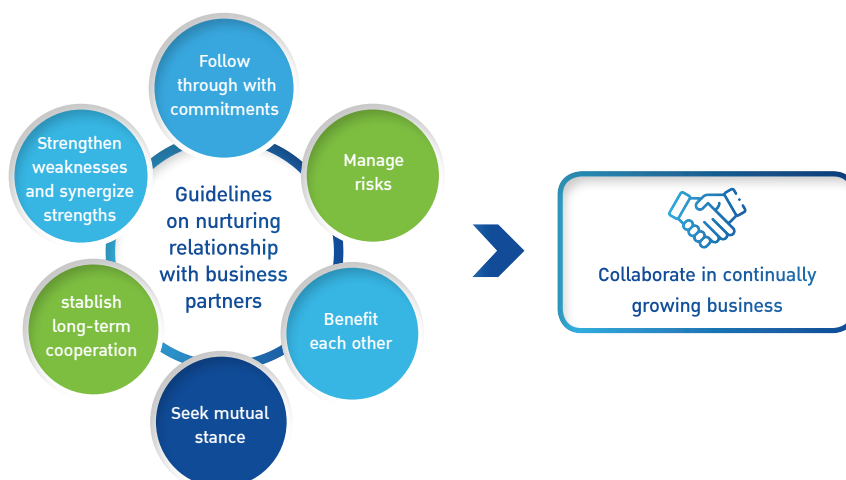 Follow
through with
commitments
Strengthen
weaknesses
and synergize
strengths
Manage
risks
Guidelines
on nurturing
relationship
with business
partners
stablish
long-term
cooperation
Benefit
each other
Seek mutual
stance
Collaborate in continually
growing business